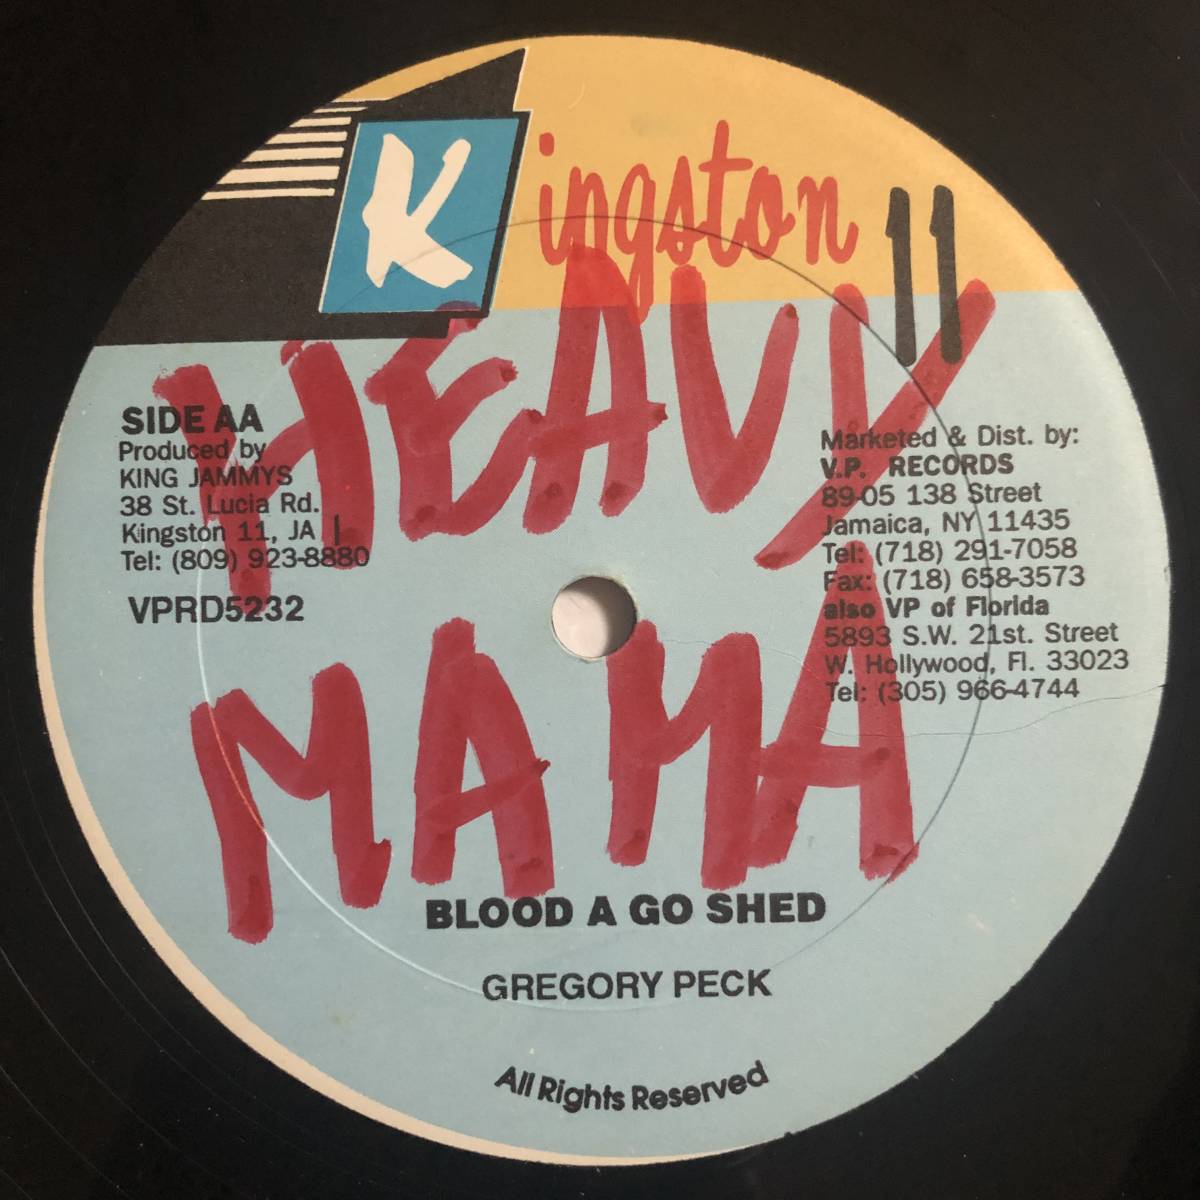 Kingston 11
HEAVY
MAMA
SIDE AA
Produced by
KING JAMMYS
38 St. Lucia Rd.
Kingston 11, JA
Tel: (809) 923-8880
VPRD5232
Marketed & Dist. by:
V.P. RECORDS
89-05 138 Street
Jamaica, NY 11435
Tel: (718) 291-7058
Fax: (718) 658-3573
also VP of Florida
5893 S.W. 21st. Street
W. Hollywood, Fl. 33023
Tel: (305) 966-4744
BLOOD A GO SHED
GREGORY PECK
All Rights Reserved